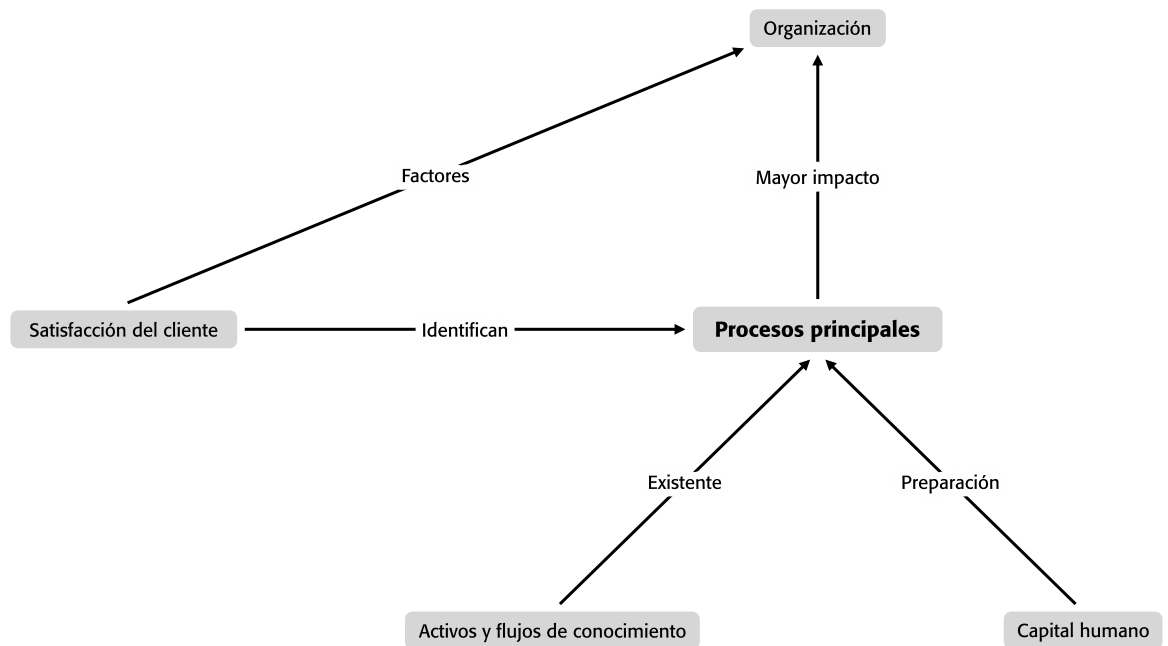 Organización
Factores
Mayor impacto
Satisfacción del cliente
Identifican
Procesos principales
Existente
Preparación
Activos y flujos de conocimiento
Capital humano